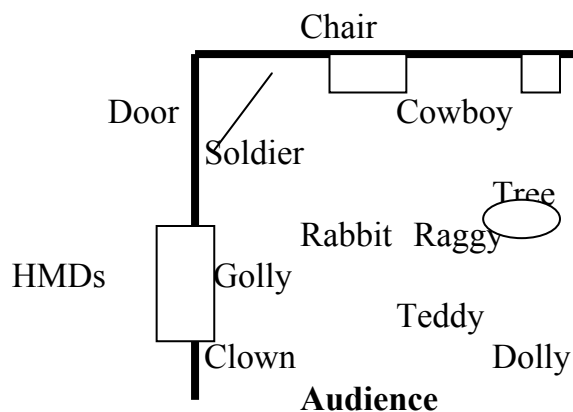 Chair
Door
Cowboy
Soldier
Tree
Rabbit
Raggy
HMDs
Golly
Teddy
Clown
Dolly
Audience